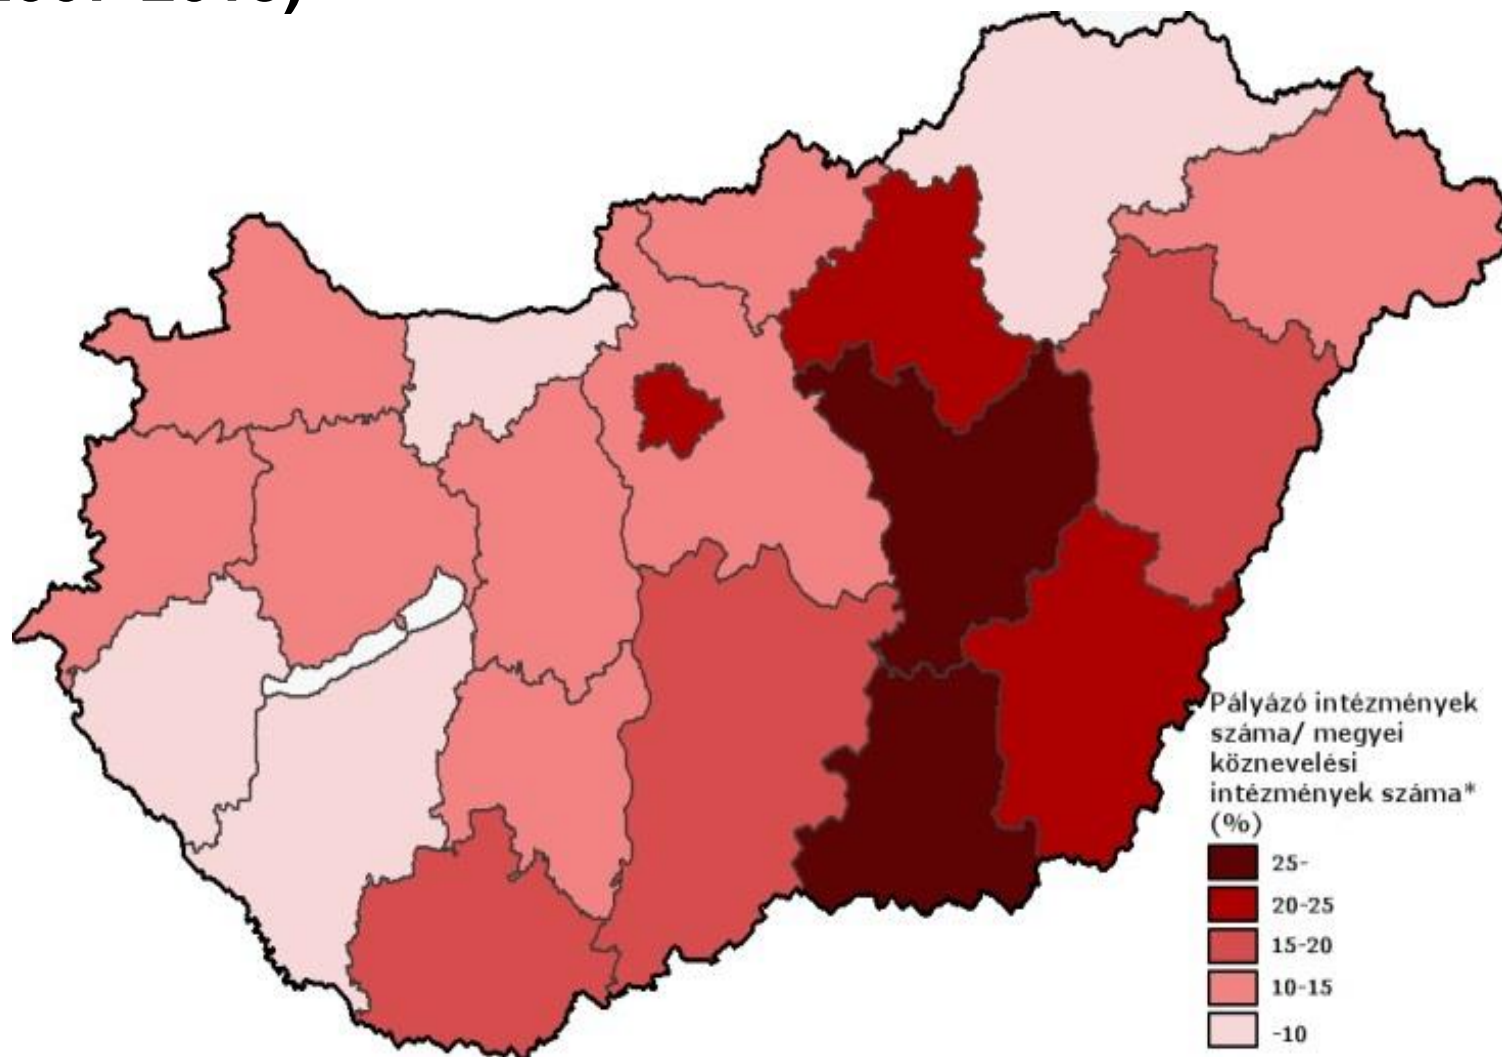 Pályázó intézmények
száma/ megyei
köznevelési
intézmények száma*
(%)
25-
20-25
15-20
10-15
-10